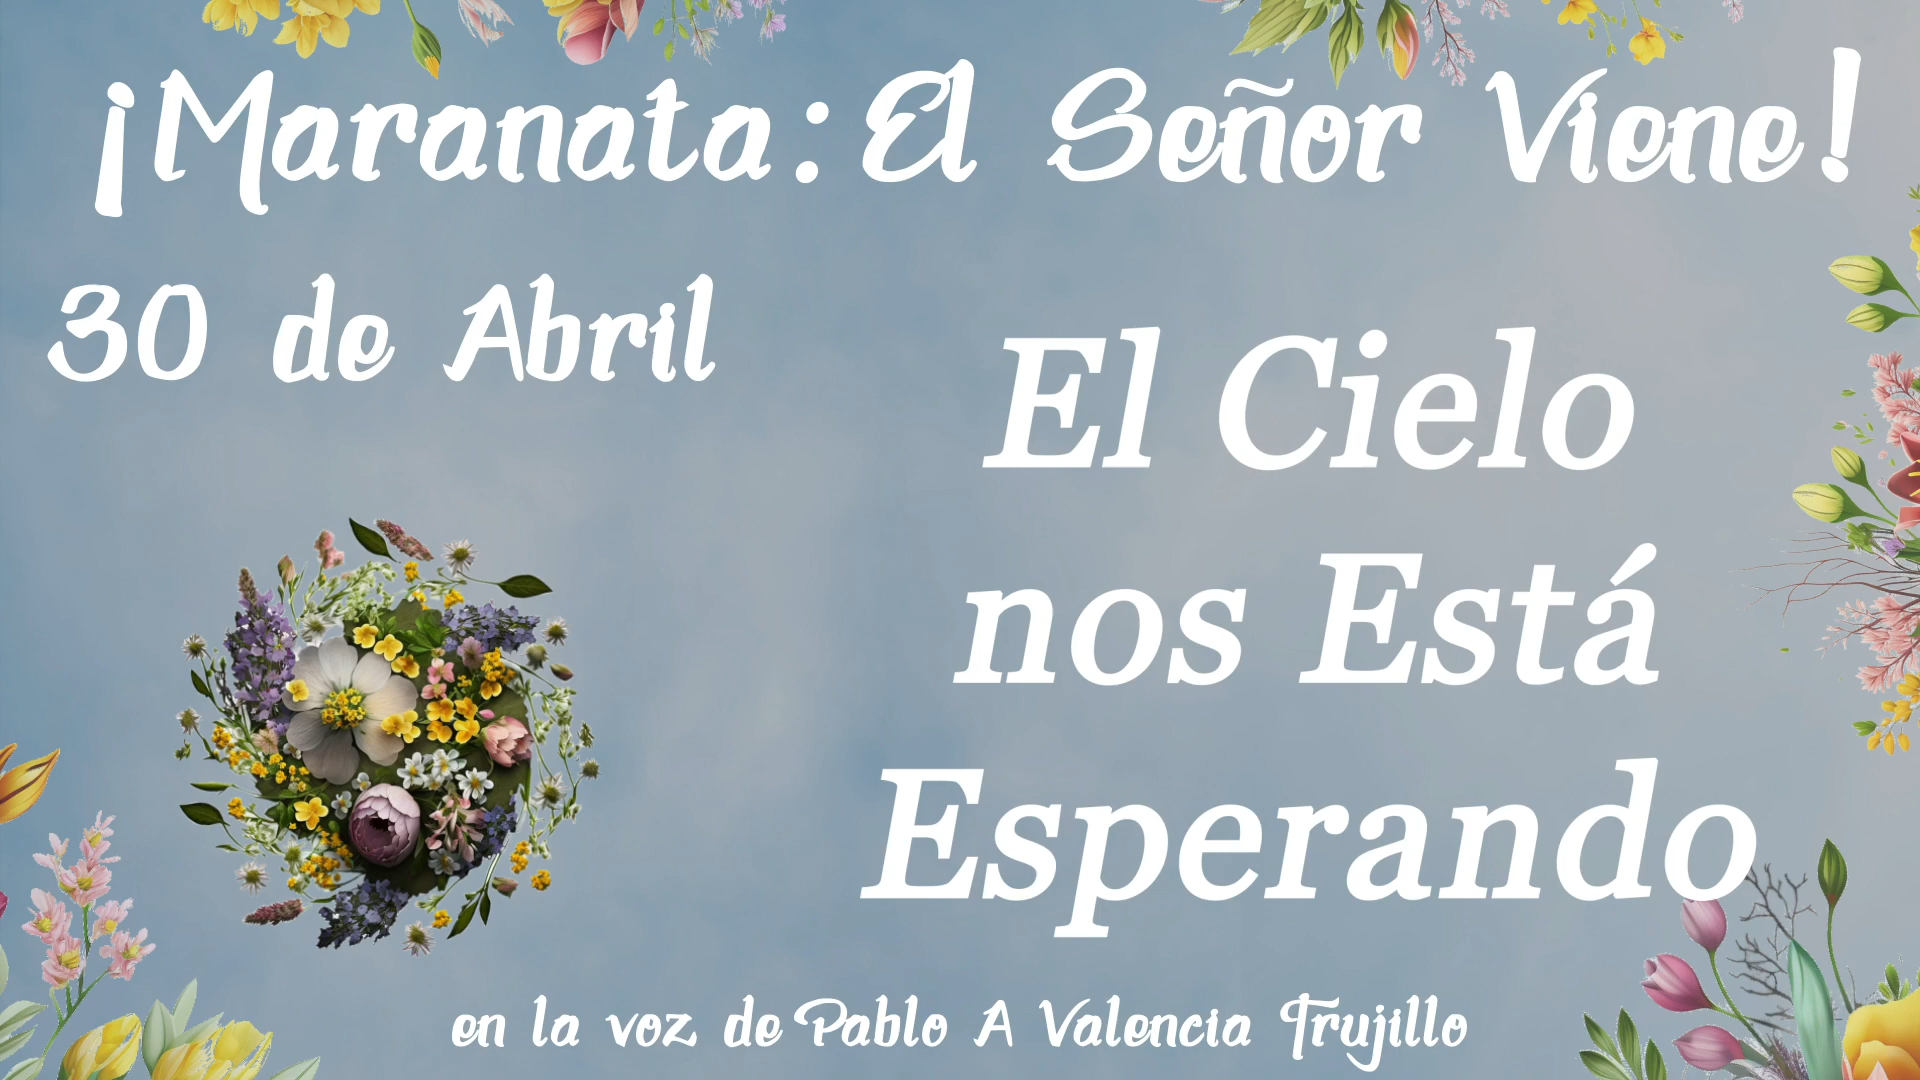 ¡Maranata: El Señor Viene!
30 de Abril
El Cielo
nos Está
Esperando
en la voz de Pablo A Valencia Trujillo